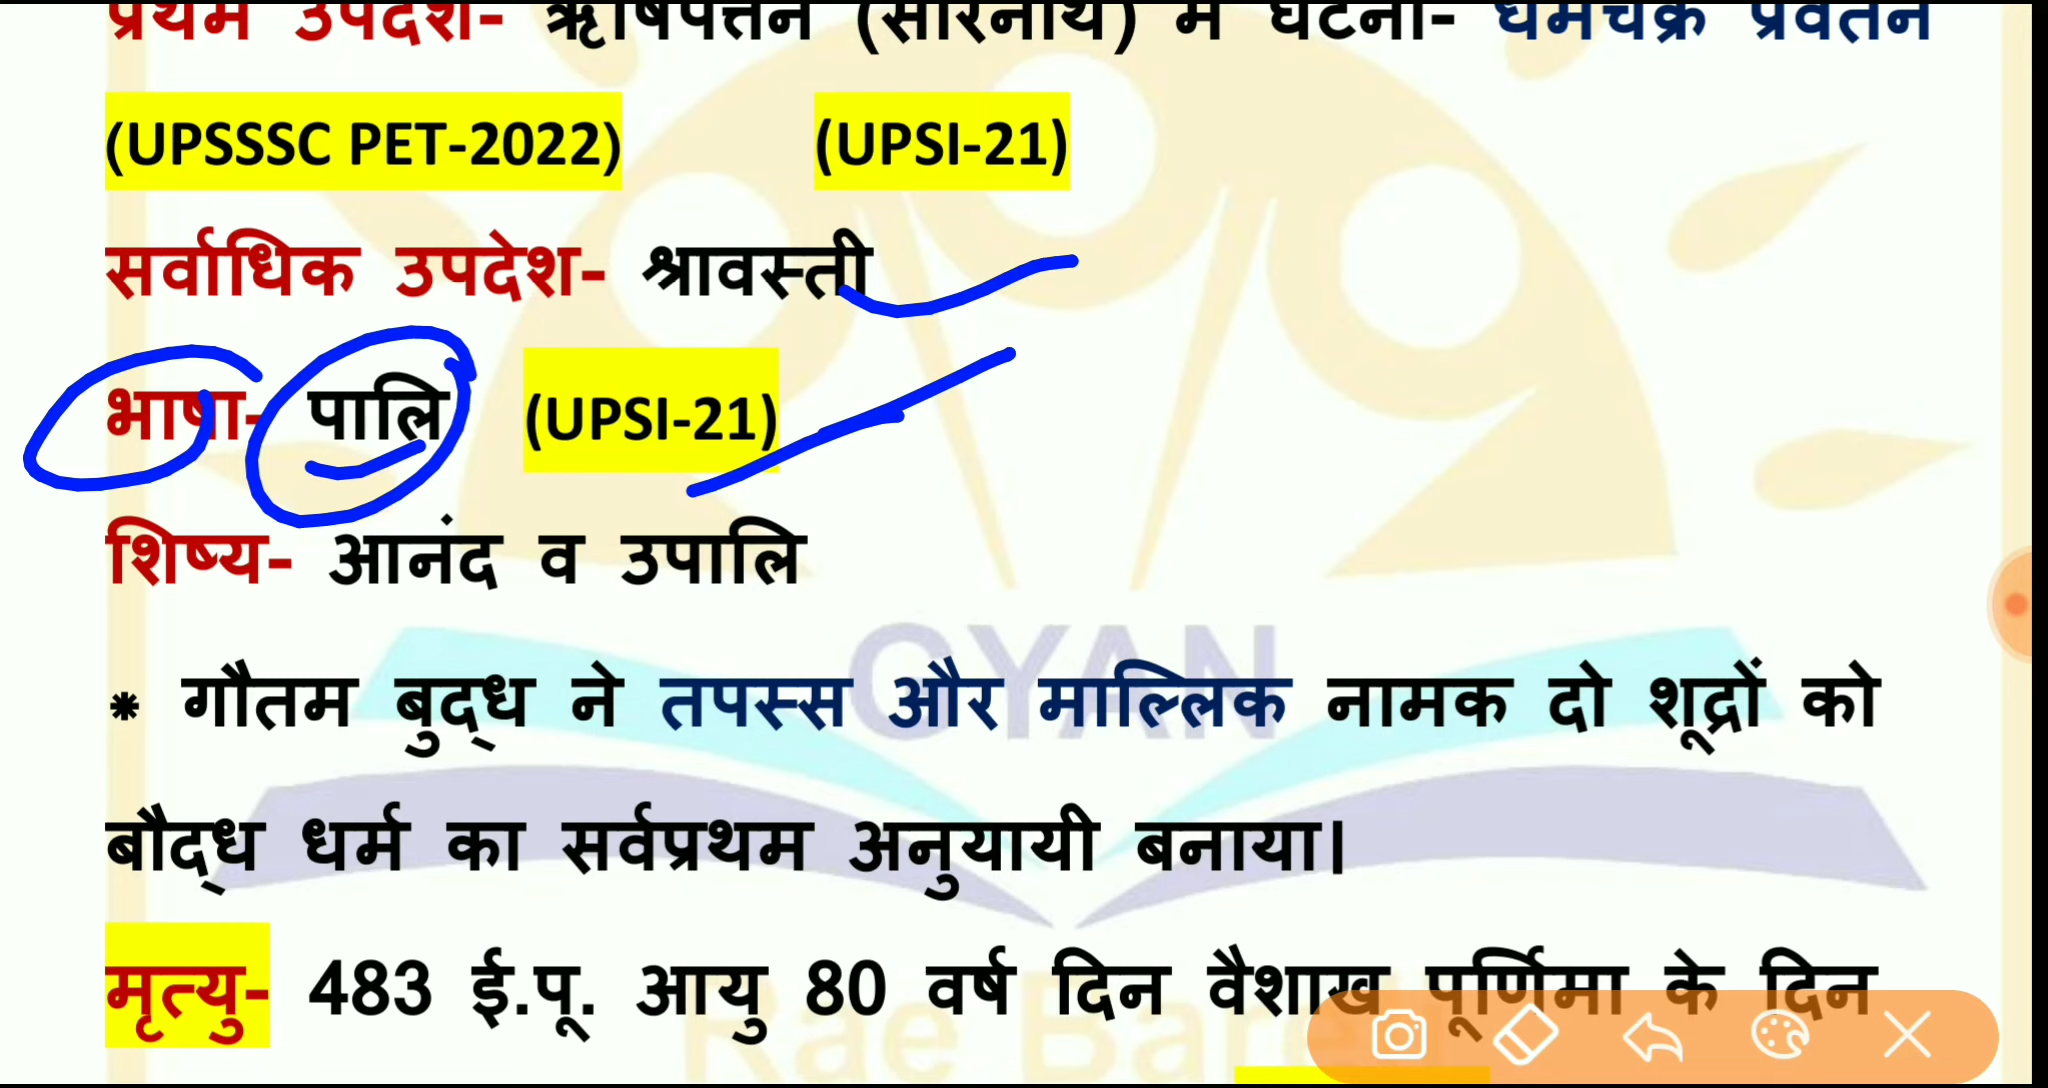 प्रथम उपदेश- ऋषिपत्तन (सारनाथ) में घटना- धर्मचक्र प्रवर्तन
(UPSSSC PET-2022) (UPSI-21)
सर्वाधिक उपदेश- श्रावस्ती
भाषा- पालि (UPSI-21)
शिष्य- आनंद व उपालि
* गौतम बुद्ध ने तपस्स और माल्लिक नामक दो शूद्रों को
बौद्ध धर्म का सर्वप्रथम अनुयायी बनाया।
मृत्यु- 483 ई.पू. आयु 80 वर्ष दिन वैशाख पूर्णिमा के दिन
GYAN